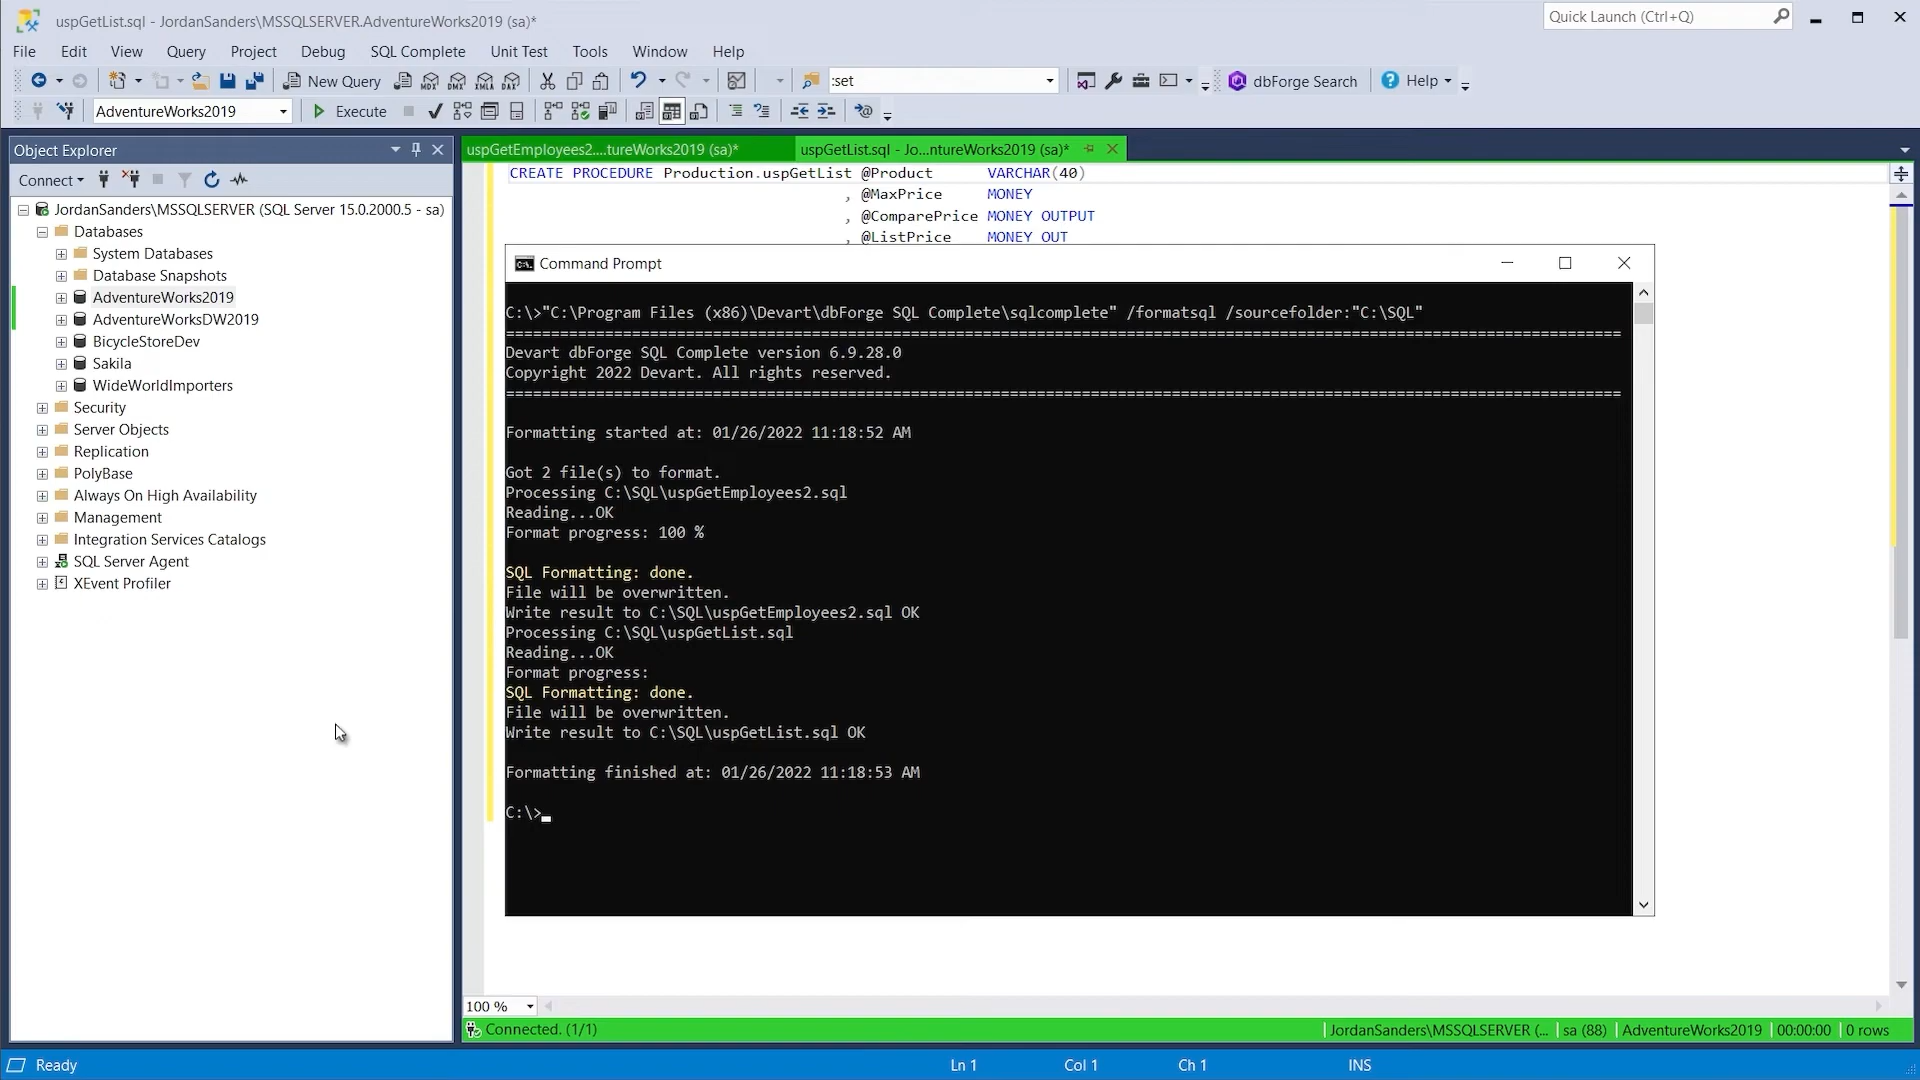 uspGetList.sql - JordanSanders\MSSQLSERVER.AdventureWorks2019 (sa)*
Quick Launch (Ctrl+Q)
File Edit View Query Project Debug SQL Complete Unit Test Tools Window Help
New Query
MDX DMX XMLA DAX
:set
dbForge Search
Help
AdventureWorks2019
Execute
Object Explorer
Connect
JordanSanders\MSSQLSERVER (SQL Server 15.0.2000.5 - sa)
Databases
System Databases
Database Snapshots
AdventureWorks2019
AdventureWorksDW2019
BicycleStoreDev
Sakila
WideWorldImporters
Security
Server Objects
Replication
PolyBase
Always On High Availability
Management
Integration Services Catalogs
SQL Server Agent
XEvent Profiler
uspGetEmployees2....tureWorks2019 (sa)*
uspGetList.sql - Jo...ntureWorks2019 (sa)*
CREATE PROCEDURE Production.uspGetList @Product VARCHAR(40)
, @MaxPrice MONEY
, @ComparePrice MONEY OUTPUT
, @ListPrice MONEY OUT
Command Prompt
C:\>"C:\Program Files (x86)\Devart\dbForge SQL Complete\sqlcomplete" /formatsql /sourcefolder:"C:\SQL"
============================================================================================================================
Devart dbForge SQL Complete version 6.9.28.0
Copyright 2022 Devart. All rights reserved.
============================================================================================================================
Formatting started at: 01/26/2022 11:18:52 AM
Got 2 file(s) to format.
Processing C:\SQL\uspGetEmployees2.sql
Reading...OK
Format progress: 100 %
SQL Formatting: done.
File will be overwritten.
Write result to C:\SQL\uspGetEmployees2.sql OK
Processing C:\SQL\uspGetList.sql
Reading...OK
Format progress:
SQL Formatting: done.
File will be overwritten.
Write result to C:\SQL\uspGetList.sql OK
Formatting finished at: 01/26/2022 11:18:53 AM
C:\>
100 %
Connected. (1/1)
JordanSanders\MSSQLSERVER (... sa (88) AdventureWorks2019 00:00:00 0 rows
Ready
Ln 1 Col 1 Ch 1 INS